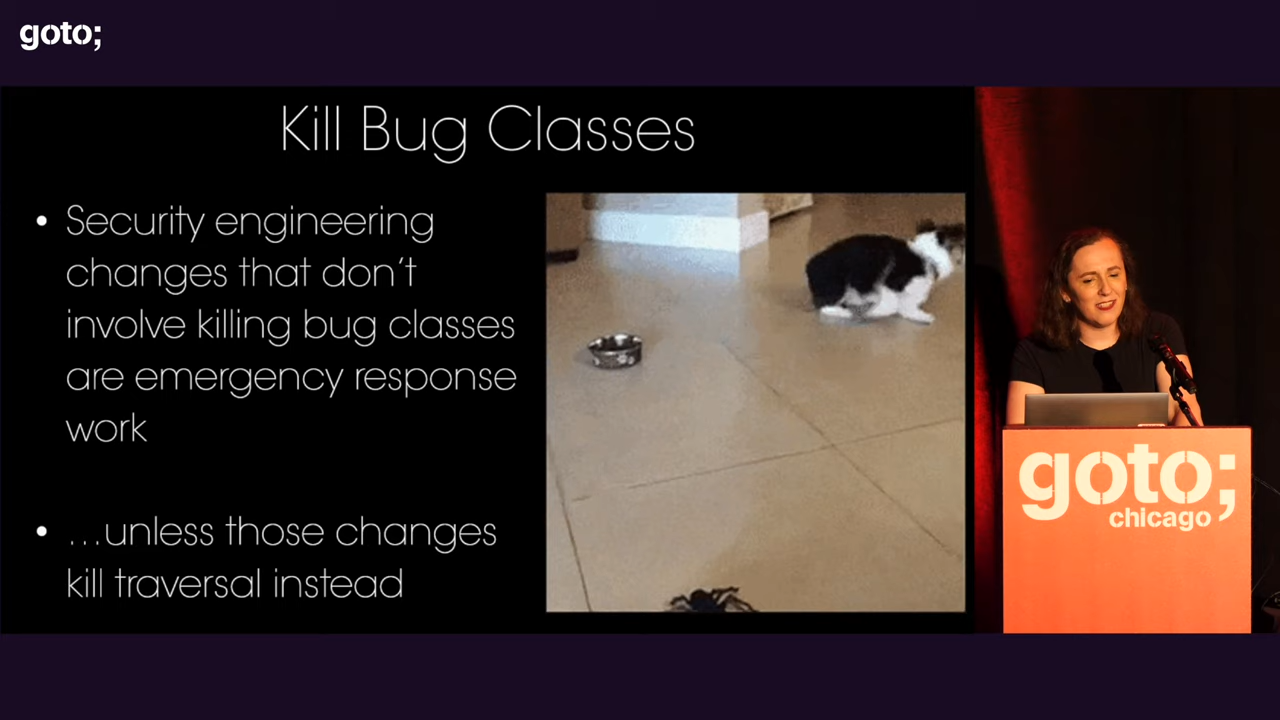 goto;
Kill Bug Classes
• Security engineering
changes that don't
involve killing bug classes
are emergency response
work
• ...unless those changes
kill traversal instead
goto;
chicago